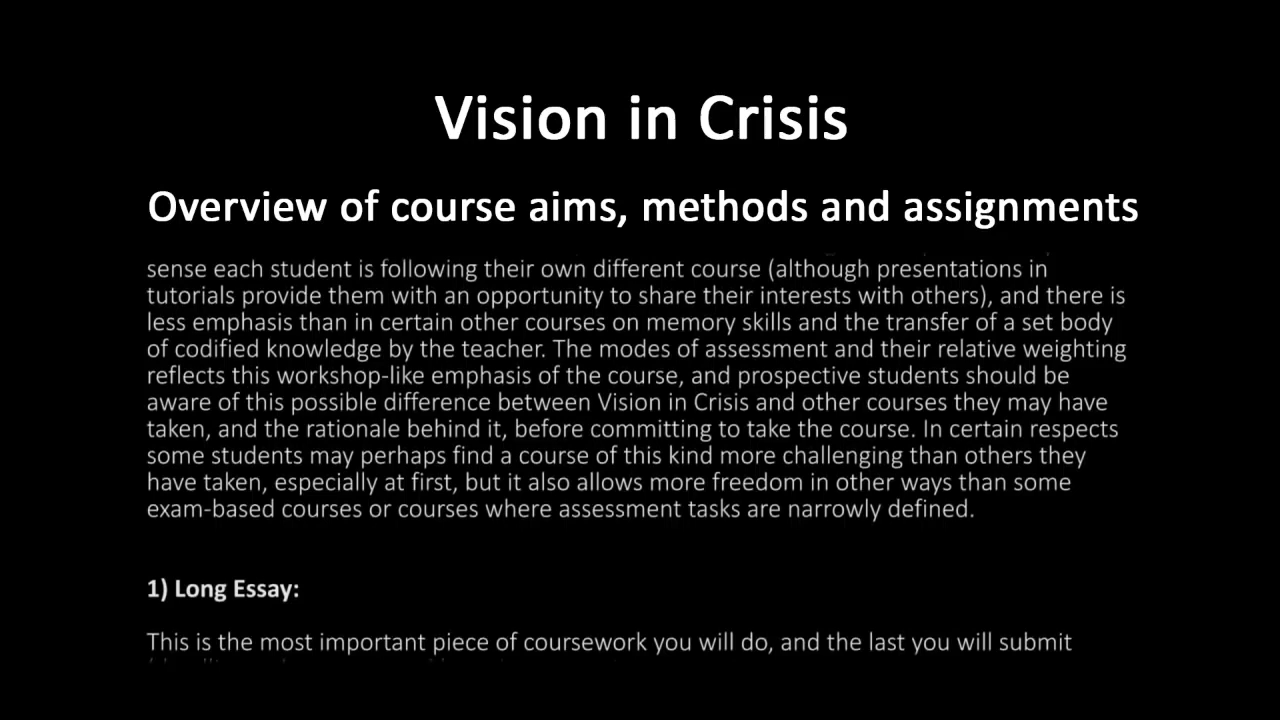 Vision in Crisis
Overview of course aims, methods and assignments
sense each student is following their own different course (although presentations in
tutorials provide them with an opportunity to share their interests with others), and there is
less emphasis than in certain other courses on memory skills and the transfer of a set body
of codified knowledge by the teacher. The modes of assessment and their relative weighting
reflects this workshop-like emphasis of the course, and prospective students should be
aware of this possible difference between Vision in Crisis and other courses they may have
taken, and the rationale behind it, before committing to take the course. In certain respects
some students may perhaps find a course of this kind more challenging than others they
have taken, especially at first, but it also allows more freedom in other ways than some
exam-based courses or courses where assessment tasks are narrowly defined.
1) Long Essay:
This is the most important piece of coursework you will do, and the last you will submit